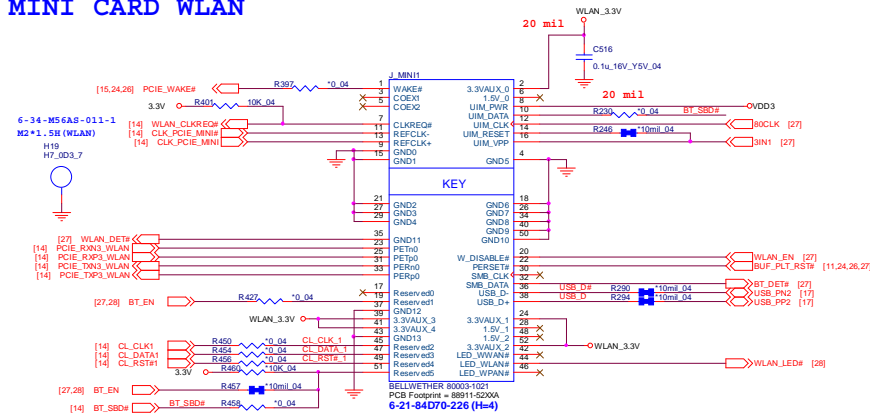 MINI CARD WLAN
20 mil
WLAN_3.3V
C516
0.1u_16V_Y5V_04
J_MINI1
[15,24,26] PCIE_WAKE# R397 *0_04
3.3V R401 10K_04
6-34-M56AS-011-1
M2*1.5H(WLAN)
H19
H7_0D3_7
[14] WLAN_CLKREQ#
[14] CLK_PCIE_MINI#
[14] CLK_PCIE_MINI
1 WAKE# 3.3VAUX_0 2
3 COEX1 1.5V_0 6
5 COEX2 UIM_PWR 8
UIM_DATA 10
7 CLKREQ# UIM_CLK 12
11 REFCLK- UIM_RESET 14
13 REFCLK+ UIM_VPP 16
9 GND0
15 GND1 GND5 4
20 mil
VDD3
R230 *0_04 BT_SBD#
80CLK [27]
R246 *10mil_04
3IN1 [27]
KEY
21 GND2 GND6 18
27 GND3 GND7 26
29 GND4 GND8 34
GND9 40
35 GND11 GND10 50
23 PETn0 W_DISABLE# 20
25 PETp0 PERSET# 22
31 PERn0 SMB_CLK 30
33 PERp0 SMB_DATA 32
17 Reserved0 USB_D- 36
19 Reserved1 USB_D+ 38
37 GND12
39 3.3VAUX_3 3.3VAUX_1 24
41 3.3VAUX_4 1.5V_1 28
43 GND13 1.5V_2 48
45 Reserved2 3.3VAUX_2 52
47 Reserved3 LED_WWAN# 42
49 Reserved4 LED_WLAN# 44
51 Reserved5 LED_WPAN# 46
[27] WLAN_DET#
[14] PCIE_RXN3_WLAN
[14] PCIE_RXP3_WLAN
[14] PCIE_TXN3_WLAN
[14] PCIE_TXP3_WLAN
WLAN_EN [27]
BUF_PLT_RST# [11,24,26,27]
BT_DET# [27]
USB_D# R290 *10mil_04 USB_PN2 [17]
USB_D R294 *10mil_04 USB_PP2 [17]
[27,28] BT_EN R427 *0_04
WLAN_3.3V
WLAN_3.3V
[14] CL_CLK1 R450 *0_04 CL_CLK_1
[14] CL_DATA1 R454 *0_04 CL_DATA_1
[14] CL_RST#1 R456 *0_04 CL_RST#_1
3.3V R460 *10K_04
WLAN_LED# [28]
[27,28] BT_EN R457 *10mil_04
[14] BT_SBD# BT_SBD# R458 *0_04
BELLWETHER 80003-1021
PCB Footprint = 88911-52XXA
6-21-84D70-226 (H=4)